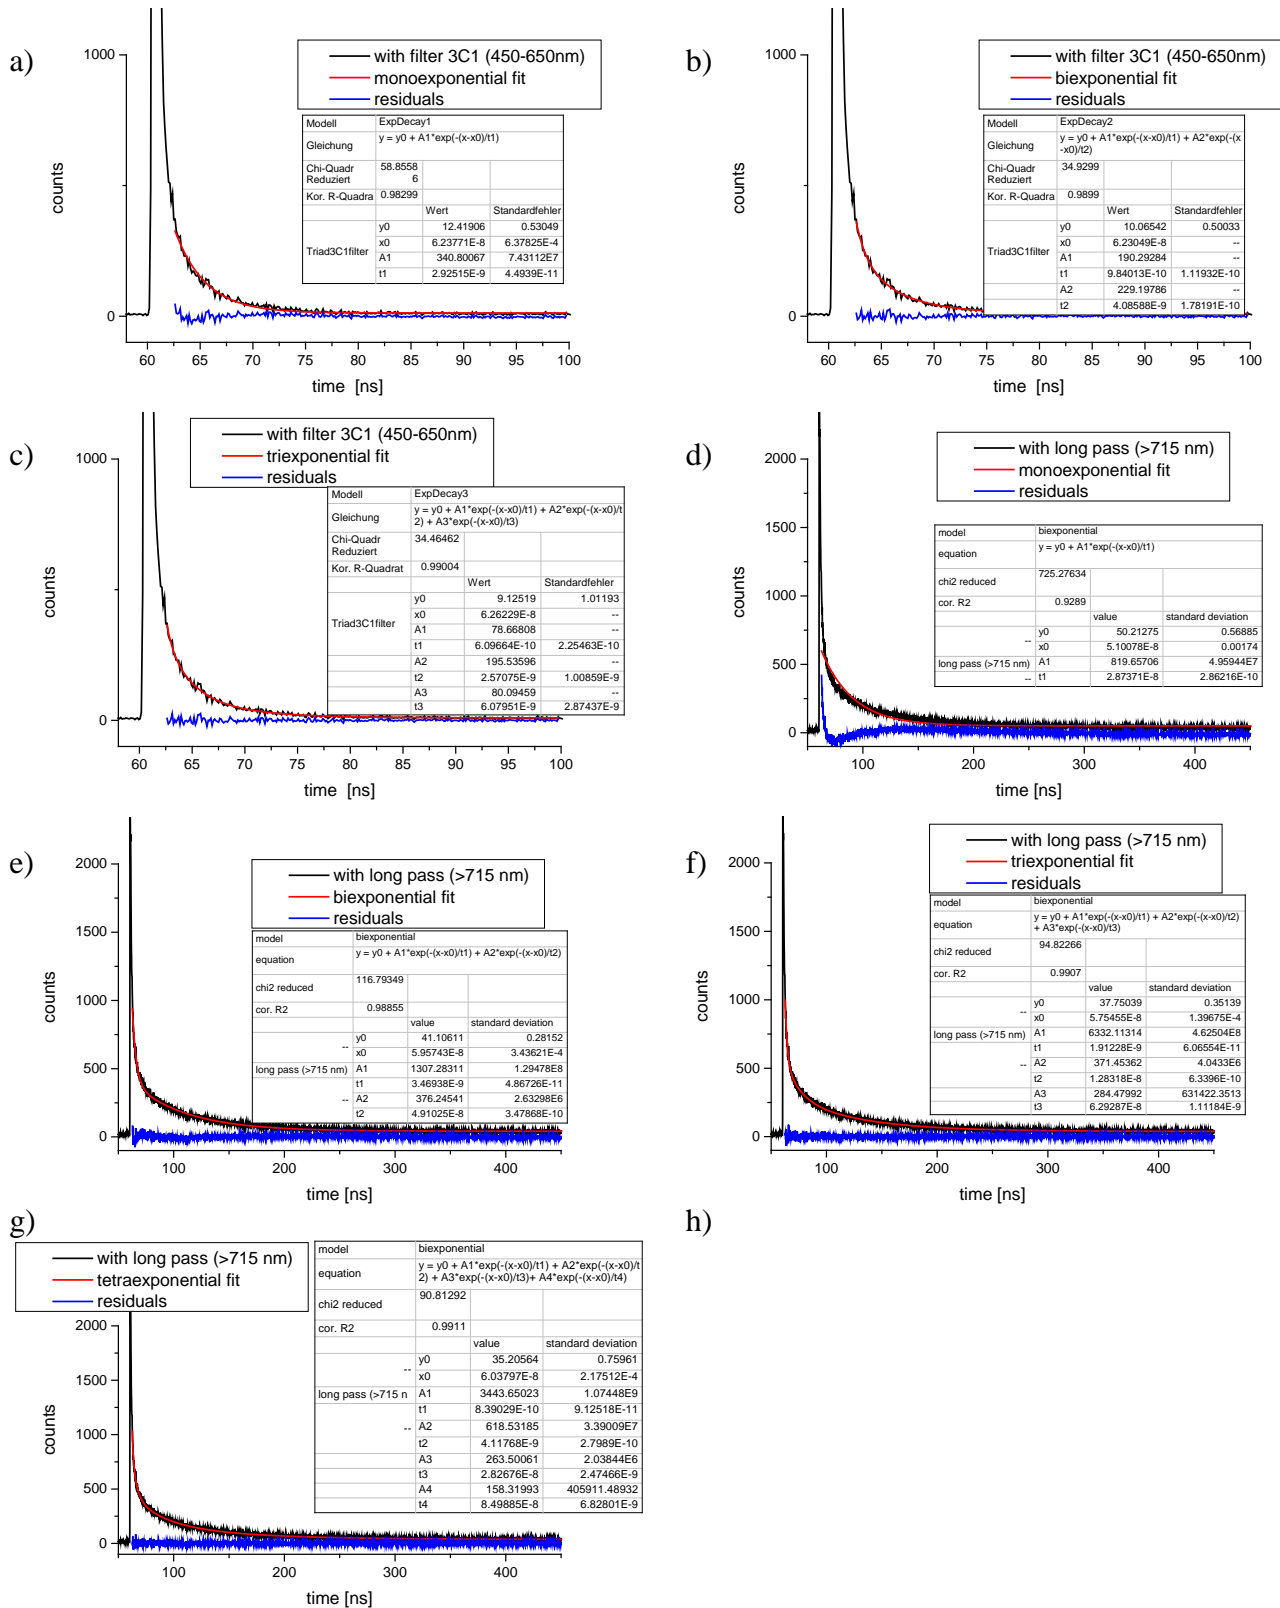 a)
with filter 3C1 (450-650nm)
monoexponential fit
residuals
Modell ExpDecay1
Gleichung y = y0 + A1*exp(-(x-x0)/t1)
Chi-Quadr Reduziert 58.8558 6
Kor. R-Quadra 0.98299
Wert Standardfehler
Triad3C1filter
y0 12.41906 0.53049
x0 6.23771E-8 6.37825E-4
A1 340.80067 7.43112E7
t1 2.92515E-9 4.4939E-11
counts
1000
0
60 65 70 75 80 85 90 95 100
time [ns]
b)
with filter 3C1 (450-650nm)
biexponential fit
residuals
Modell ExpDecay2
Gleichung y = y0 + A1*exp(-(x-x0)/t1) + A2*exp(-(x
-x0)/t2)
Chi-Quadr Reduziert 34.9299
Kor. R-Quadra 0.9899
Wert Standardfehler
Triad3C1filter
y0 10.06542 0.50033
x0 6.23049E-8 --
A1 190.29284 --
t1 9.84013E-10 1.11932E-10
A2 229.19786 --
t2 4.08588E-9 1.78191E-10
counts
1000
0
60 65 70 75 80 85 90 95 100
time [ns]
c)
with filter 3C1 (450-650nm)
triexponential fit
residuals
Modell ExpDecay3
Gleichung y = y0 + A1*exp(-(x-x0)/t1) + A2*exp(-(x-x0)/t
2) + A3*exp(-(x-x0)/t3)
Chi-Quadr Reduziert 34.46462
Kor. R-Quadrat 0.99004
Wert Standardfehler
Triad3C1filter
y0 9.12519 1.01193
x0 6.26229E-8 --
A1 78.66808 --
t1 6.09664E-10 2.25463E-10
A2 195.53596 --
t2 2.57075E-9 1.00859E-9
A3 80.09459 --
t3 6.07951E-9 2.87437E-9
counts
1000
0
60 65 70 75 80 85 90 95 100
time [ns]
d)
with long pass (>715 nm)
monoexponential fit
residuals
model biexponential
equation y = y0 + A1*exp(-(x-x0)/t1)
chi2 reduced 725.27634
cor. R2 0.9289
value standard deviation
-- y0 50.21275 0.56885
x0 5.10078E-8 0.00174
long pass (>715 nm) A1 819.65706 4.95944E7
-- t1 2.87371E-8 2.86216E-10
counts
2000
1500
1000
500
0
100 200 300 400
time [ns]
e)
with long pass (>715 nm)
biexponential fit
residuals
model biexponential
equation y = y0 + A1*exp(-(x-x0)/t1) + A2*exp(-(x-x0)/t2)
chi2 reduced 116.79349
cor. R2 0.98855
value standard deviation
-- y0 41.10611 0.28152
x0 5.95743E-8 3.43621E-4
long pass (>715 nm) A1 1307.28311 1.29478E8
t1 3.46938E-9 4.86726E-11
-- A2 376.24541 2.63298E6
t2 4.91025E-8 3.47868E-10
counts
2000
1500
1000
500
0
100 200 300 400
time [ns]
f)
with long pass (>715 nm)
triexponential fit
residuals
model biexponential
equation y = y0 + A1*exp(-(x-x0)/t1) + A2*exp(-(x-x0)/t2)
+ A3*exp(-(x-x0)/t3)
chi2 reduced 94.82266
cor. R2 0.9907
value standard deviation
-- y0 37.75039 0.35139
x0 5.75455E-8 1.39675E-4
long pass (>715 nm) A1 6332.11314 4.62504E8
t1 1.91228E-9 6.06554E-11
-- A2 371.45362 4.0433E6
t2 1.28318E-8 6.3396E-10
A3 284.47992 631422.3513
t3 6.29287E-8 1.11184E-9
counts
2000
1500
1000
500
0
100 200 300 400
time [ns]
g)
with long pass (>715 nm)
tetraexponential fit
residuals
model biexponential
equation y = y0 + A1*exp(-(x-x0)/t1) + A2*exp(-(x-x0)/t
2) + A3*exp(-(x-x0)/t3)+ A4*exp(-(x-x0)/t4)
chi2 reduced 90.81292
cor. R2 0.9911
value standard deviation
-- y0 35.20564 0.75961
x0 6.03797E-8 2.17512E-4
long pass (>715 n A1 3443.65023 1.07448E9
t1 8.39029E-10 9.12518E-11
-- A2 618.53185 3.39009E7
t2 4.11768E-9 2.7989E-10
A3 263.50061 2.03844E6
t3 2.82676E-8 2.47466E-9
A4 158.31993 405911.48932
t4 8.49885E-8 6.82801E-9
counts
2000
1500
1000
500
0
100 200 300 400
time [ns]
h)